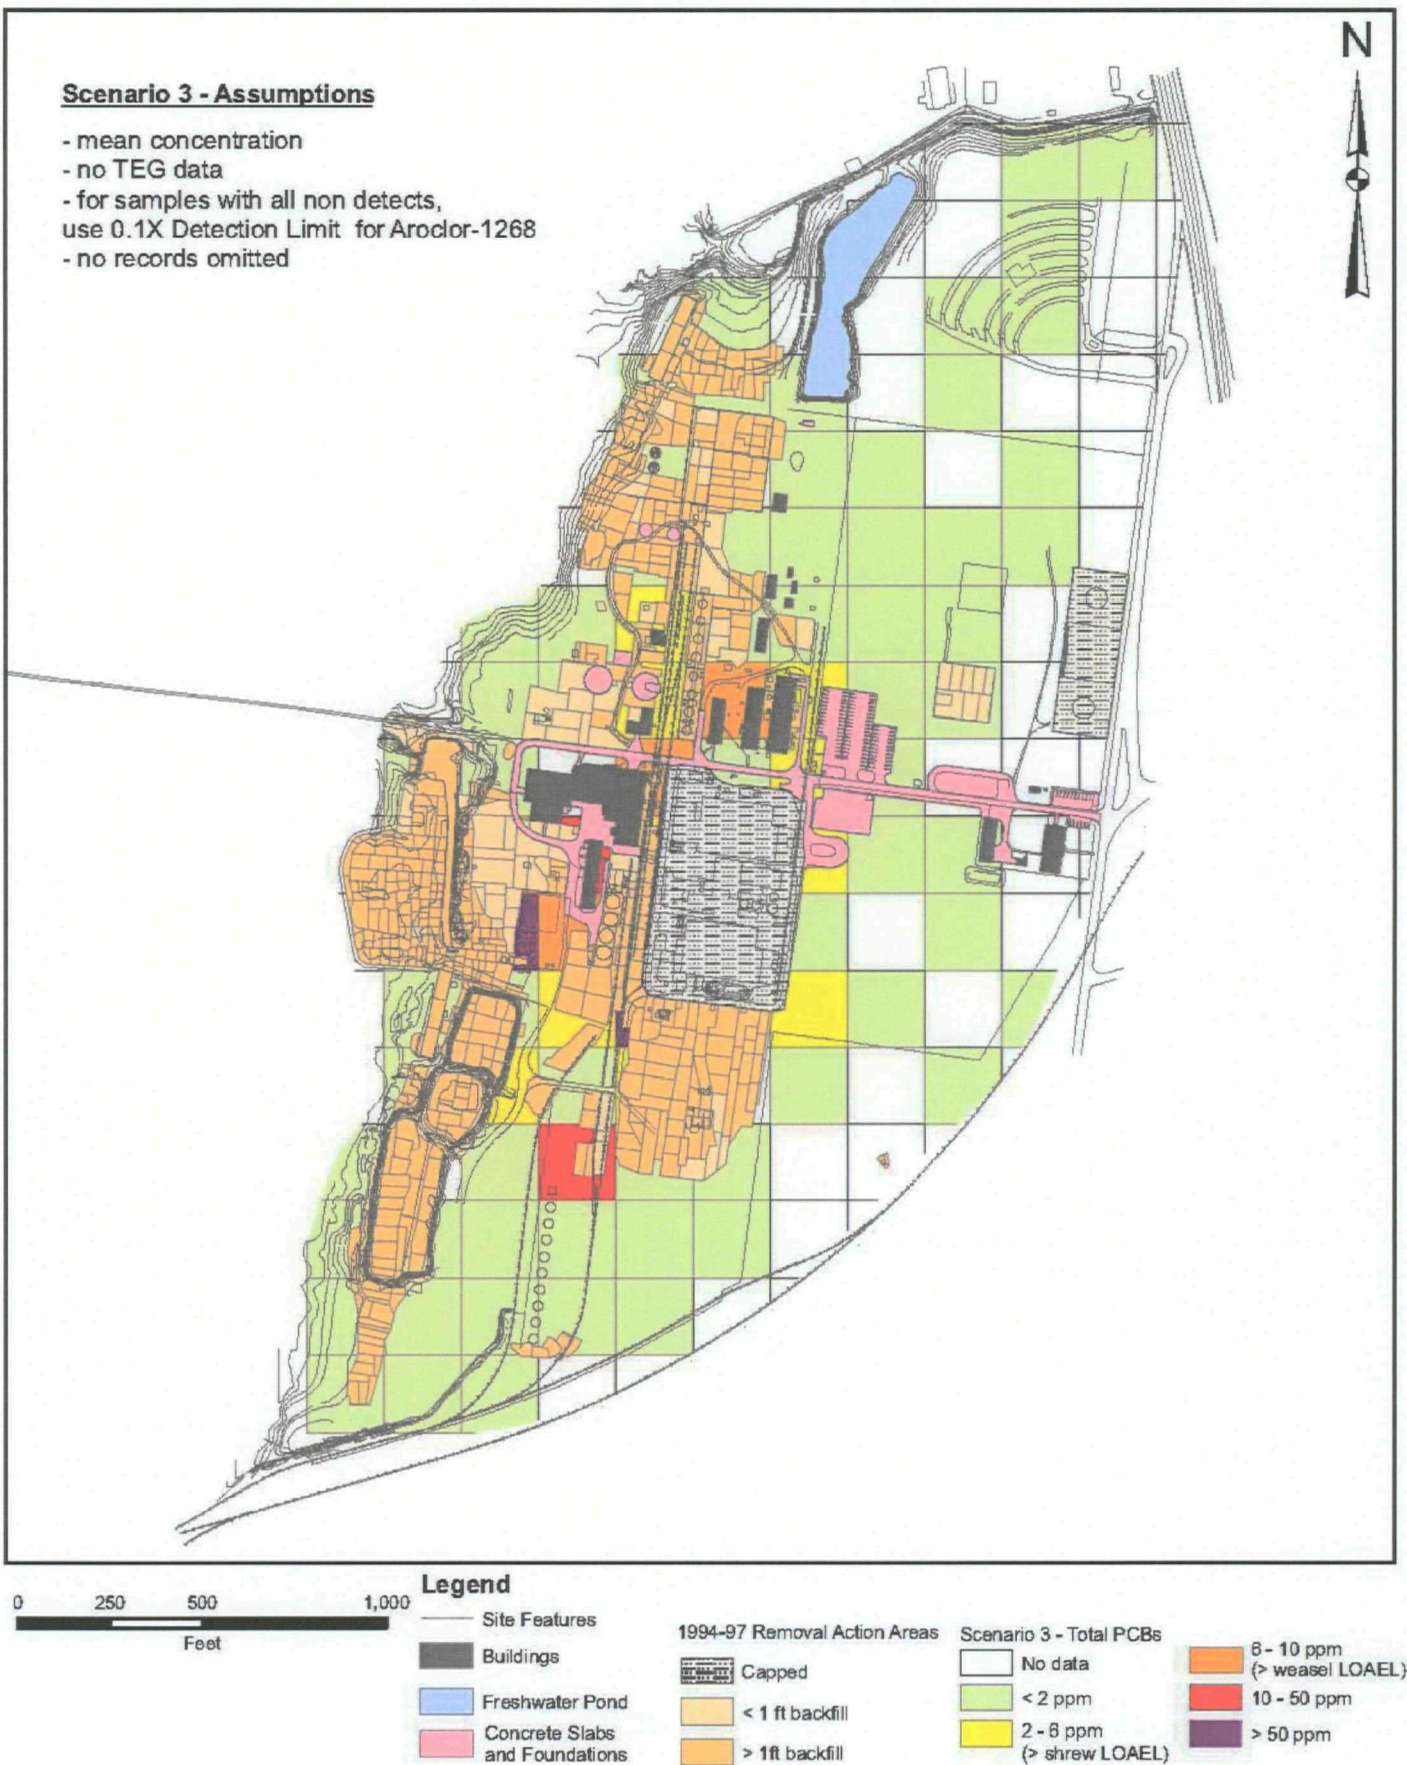 N
Scenario 3 - Assumptions
- mean concentration
- no TEG data
- for samples with all non detects,
use 0.1X Detection Limit for Aroclor-1268
- no records omitted
0 250 500 1,000
Feet
Legend
Site Features
Buildings
Freshwater Pond
Concrete Slabs
and Foundations
1994-97 Removal Action Areas
Capped
< 1 ft backfill
> 1ft backfill
Scenario 3 - Total PCBs
No data
< 2 ppm
2 - 6 ppm
(> shrew LOAEL)
6 - 10 ppm
(> weasel LOAEL)
10 - 50 ppm
> 50 ppm